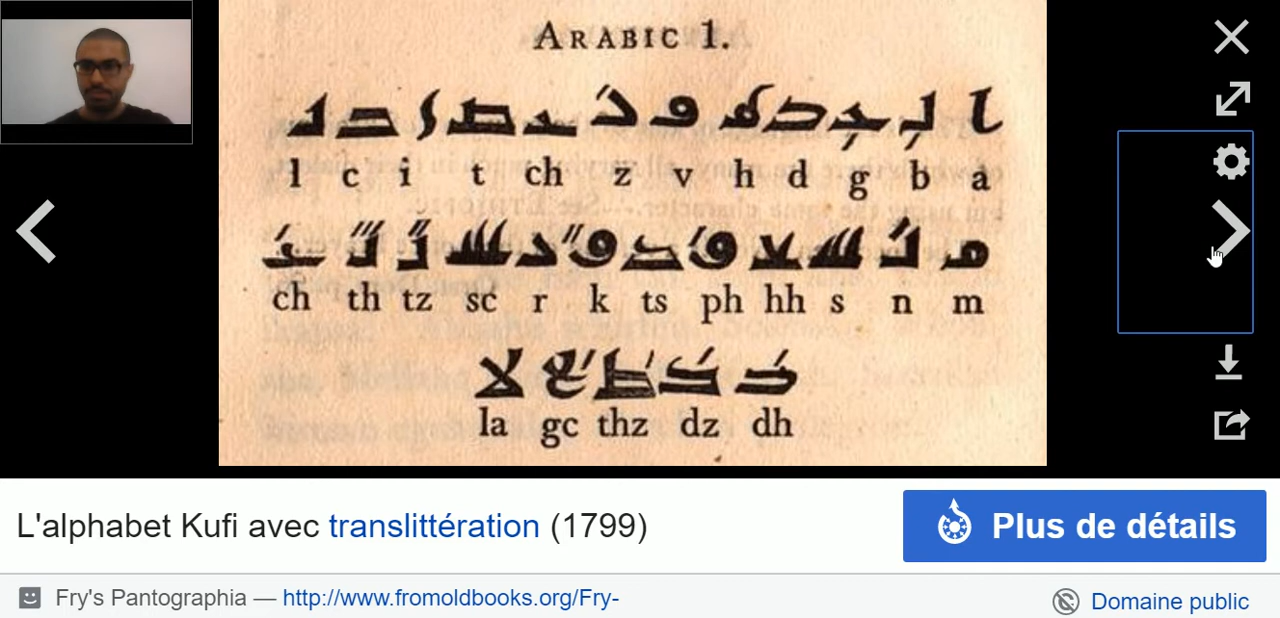 ARABIC 1.
ا ب ج د ه و ز ح ط ي ك ل
l c i t ch z v h d g b a
م ن س ع ف ص ق ر ش ت ث خ
ch th tz sc r k ts ph hh s n m
ذ ض ظ غ لا
la gc thz dz dh
L'alphabet Kufi avec translittération (1799)
Plus de détails
Fry's Pantographia — http://www.fromoldbooks.org/Fry-
Domaine public